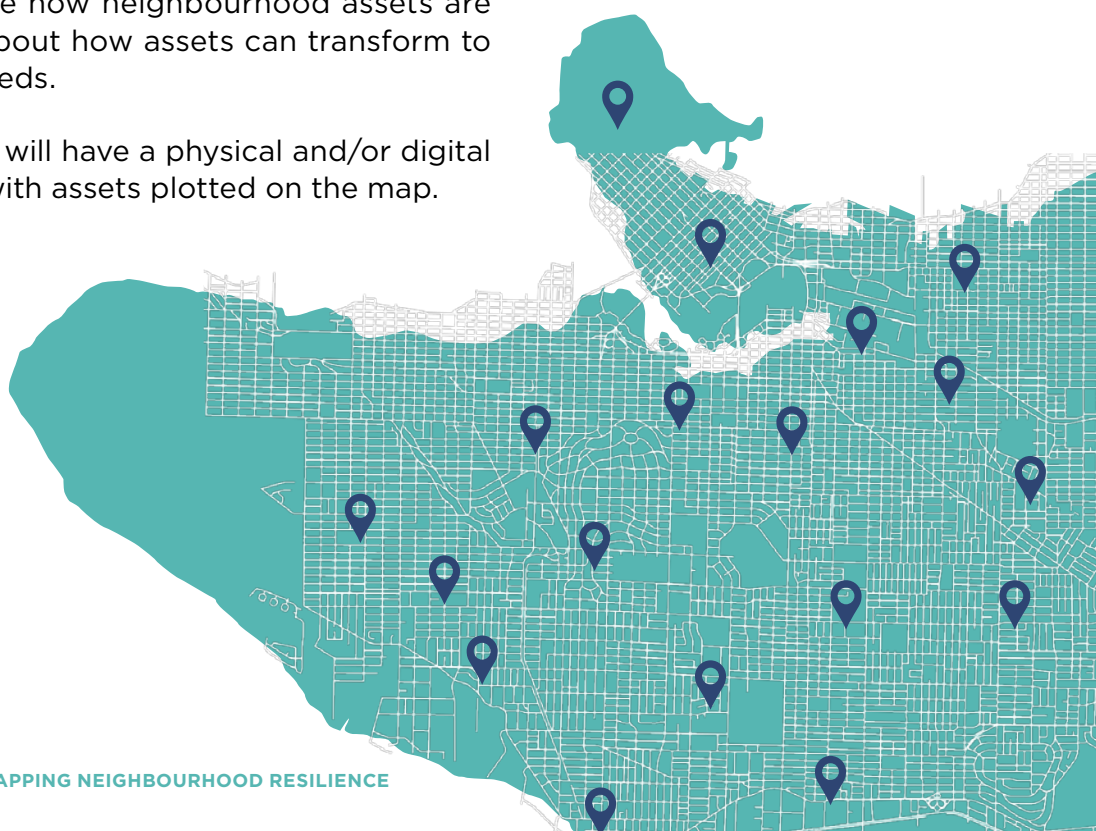 e how neighbourhood assets are
bout how assets can transform to
eds.
will have a physical and/or digital
with assets plotted on the map.
APPING NEIGHBOURHOOD RESILIENCE